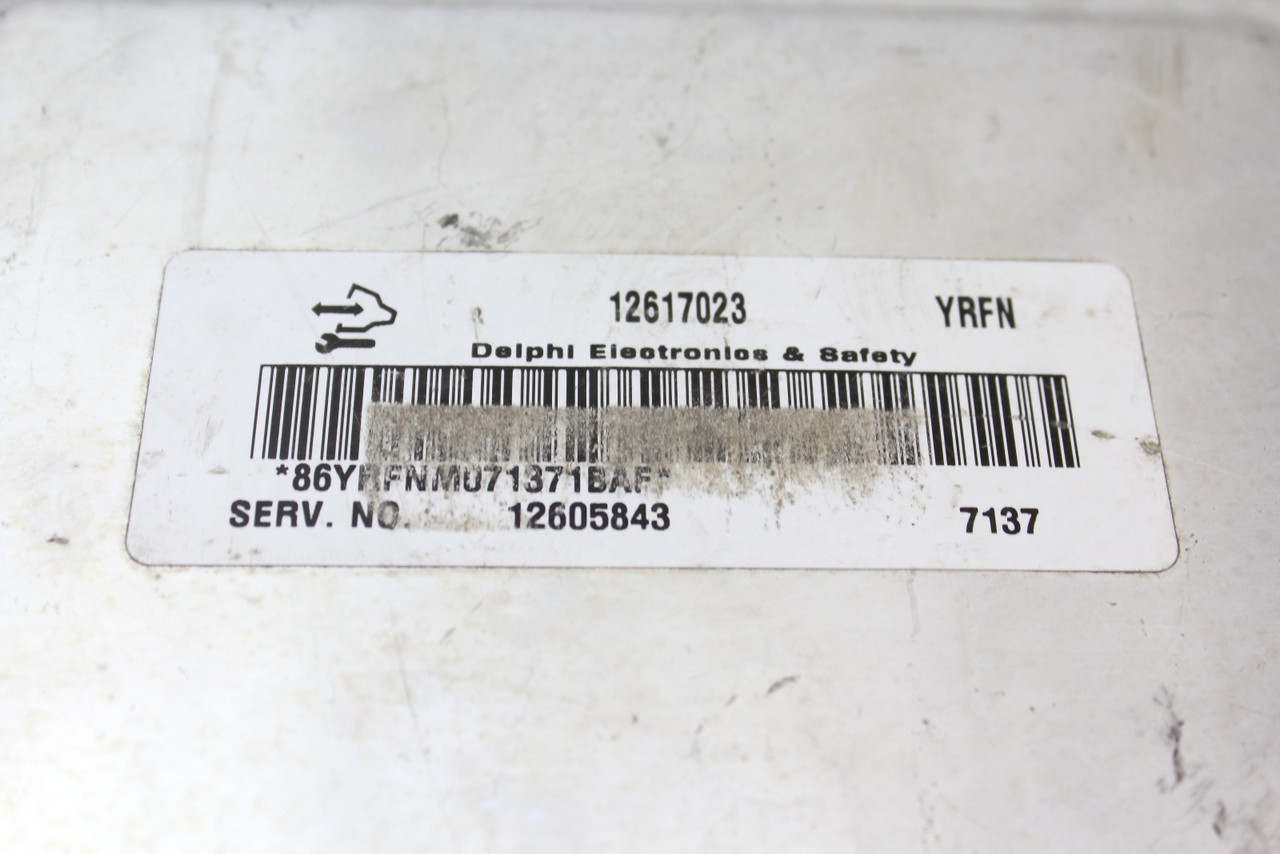 12617023 YRFN
Delphi Electronics & Safety
*86YRFNM071371BAF*
SERV. NO. 12605843 7137